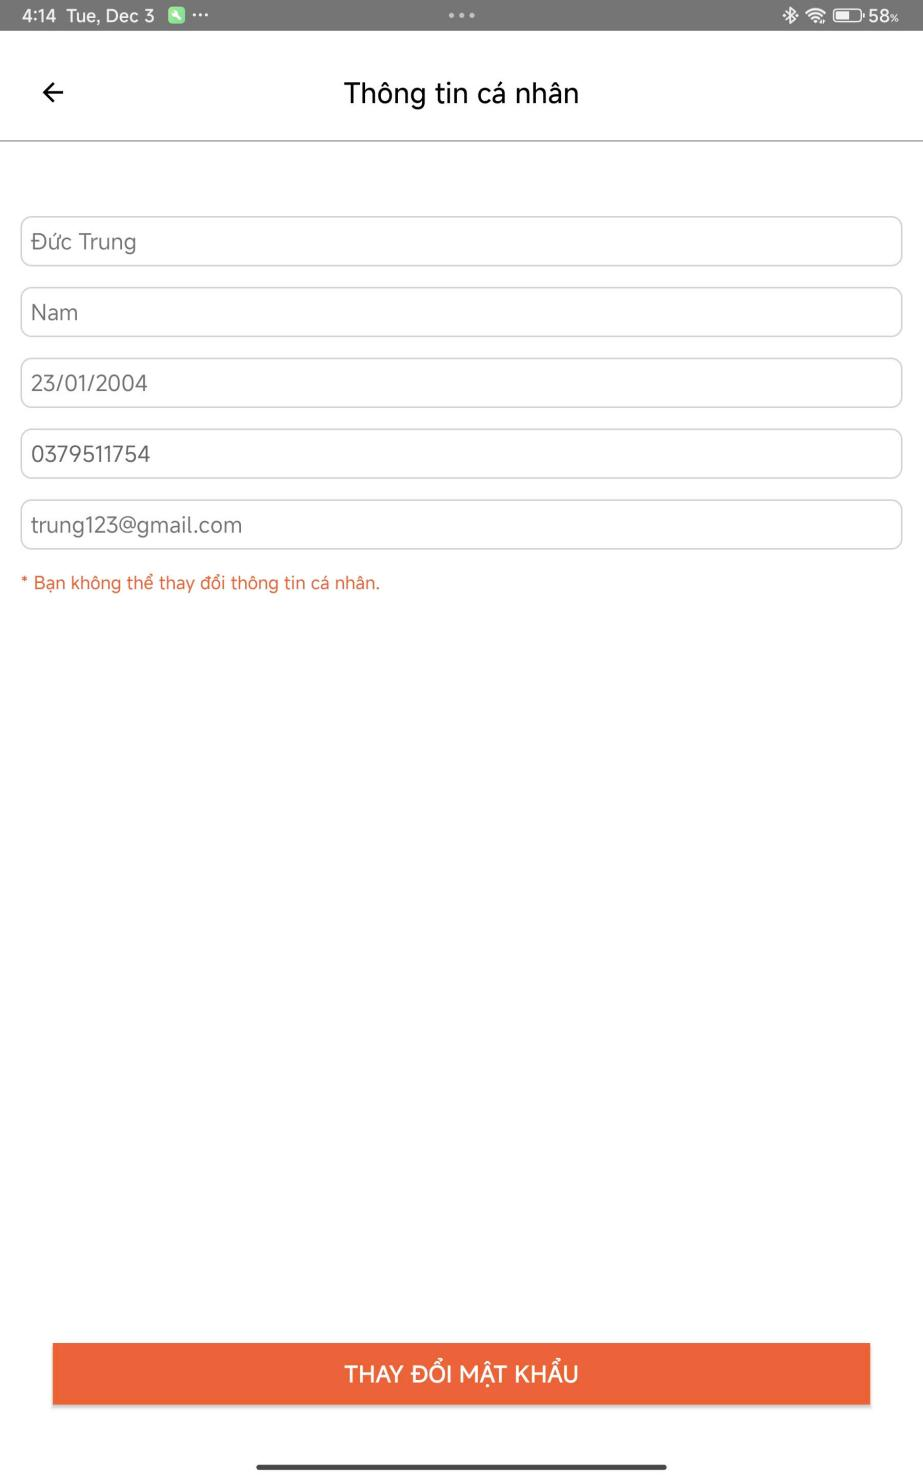 4:14 Tue, Dec 3
58%
Thông tin cá nhân
Đức Trung
Nam
23/01/2004
0379511754
trung123@gmail.com
* Bạn không thể thay đổi thông tin cá nhân.
THAY ĐỔI MẬT KHẨU